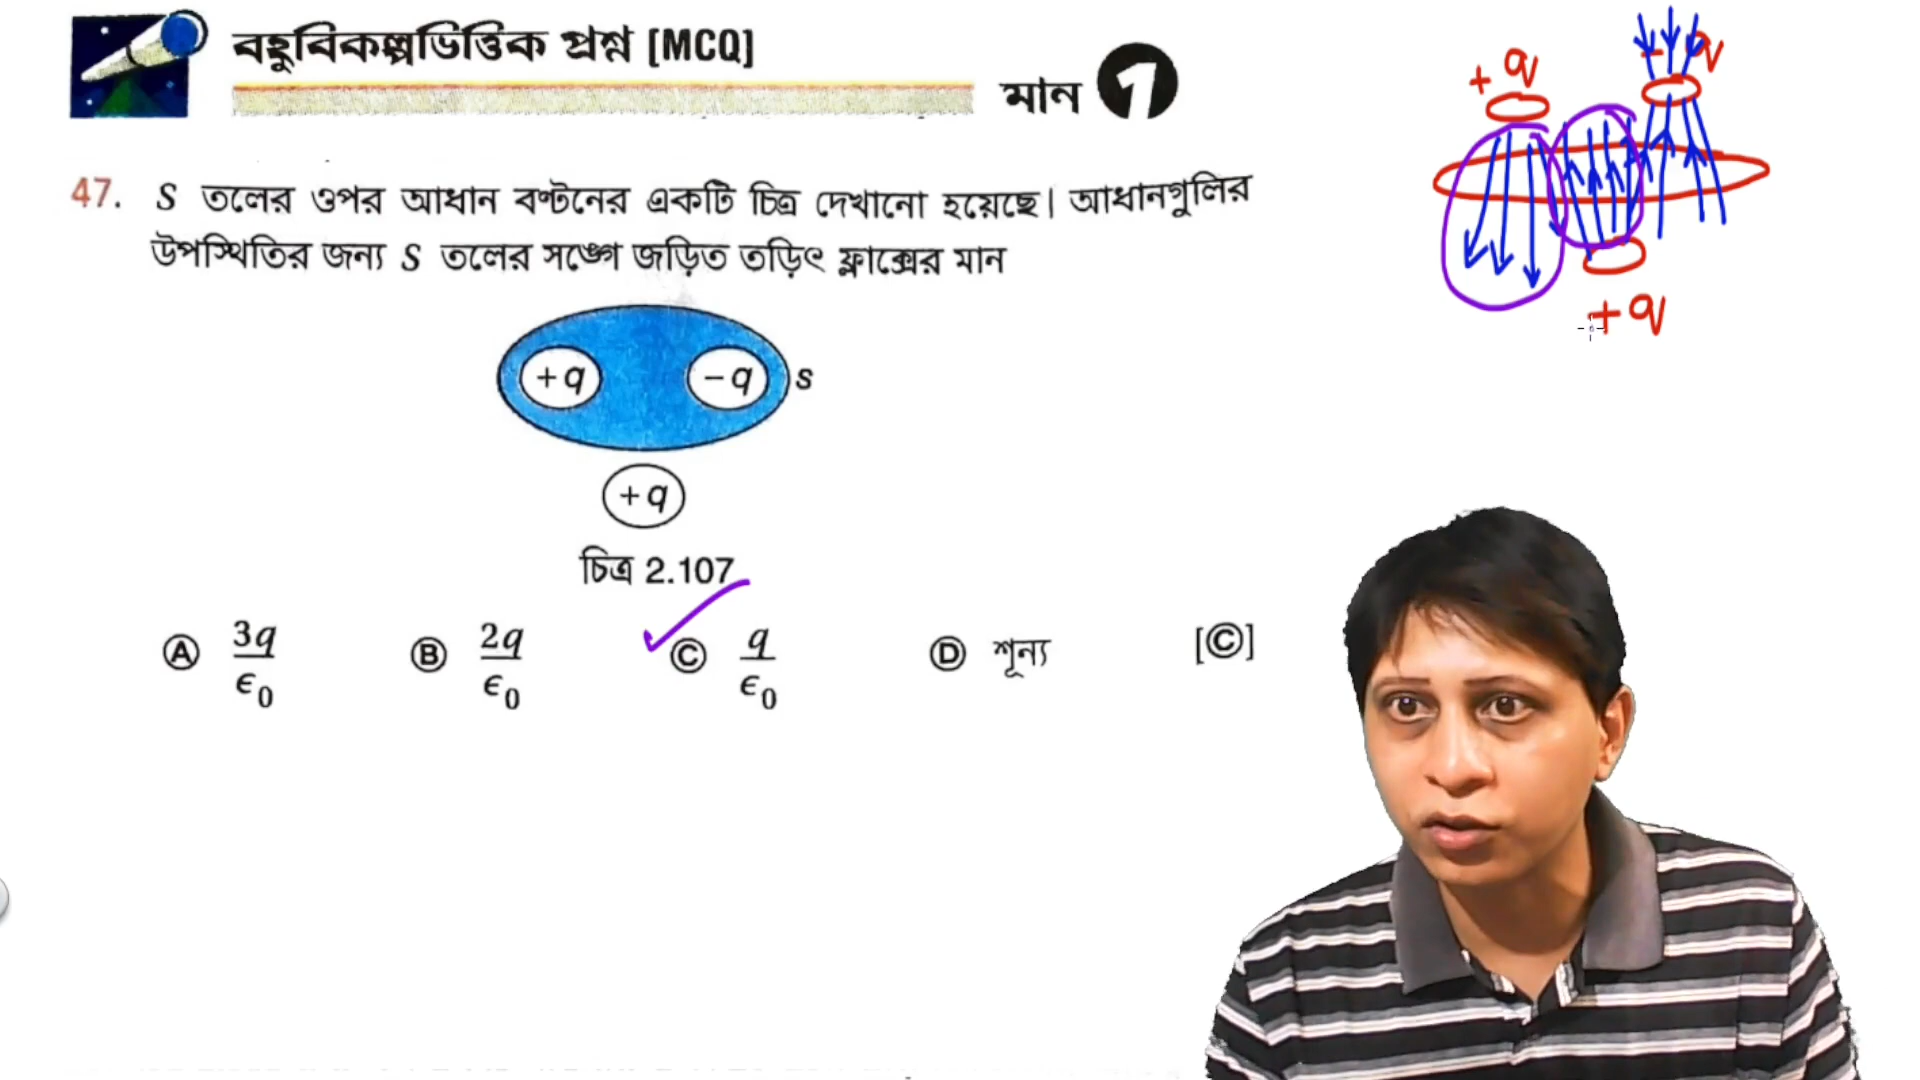 বহুবিকল্পভিত্তিক প্রশ্ন [MCQ]
মান 1
47. S তলের ওপর আধান বণ্টনের একটি চিত্র দেখানো হয়েছে। আধানগুলির
উপস্থিতির জন্য S তলের সঙ্গে জড়িত তড়িৎ ফ্লাক্সের মান
+q
−q
S
+q
চিত্র 2.107
Ⓐ 3q/ϵ0 Ⓑ 2q/ϵ0 Ⓒ q/ϵ0 Ⓓ শূন্য [Ⓒ]
+q
- q
+q